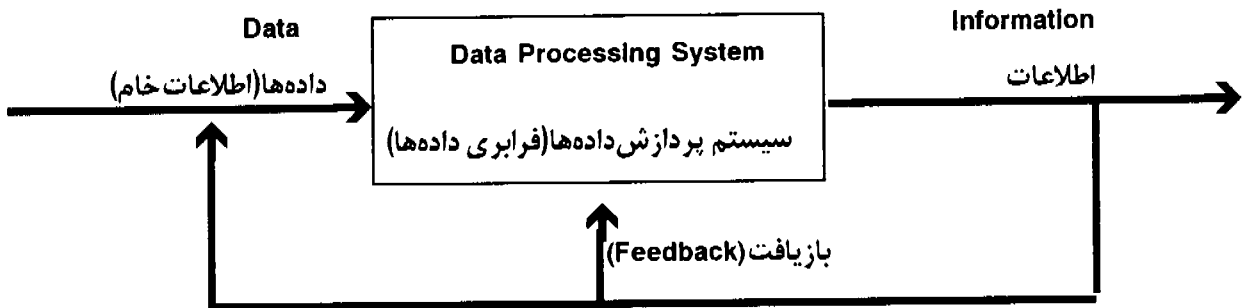 Data
داده‌ها(اطلاعات خام)
Data Processing System
سیستم پردازش داده‌ها(فرابری داده‌ها)
Information
اطلاعات
بازیافت(Feedback)